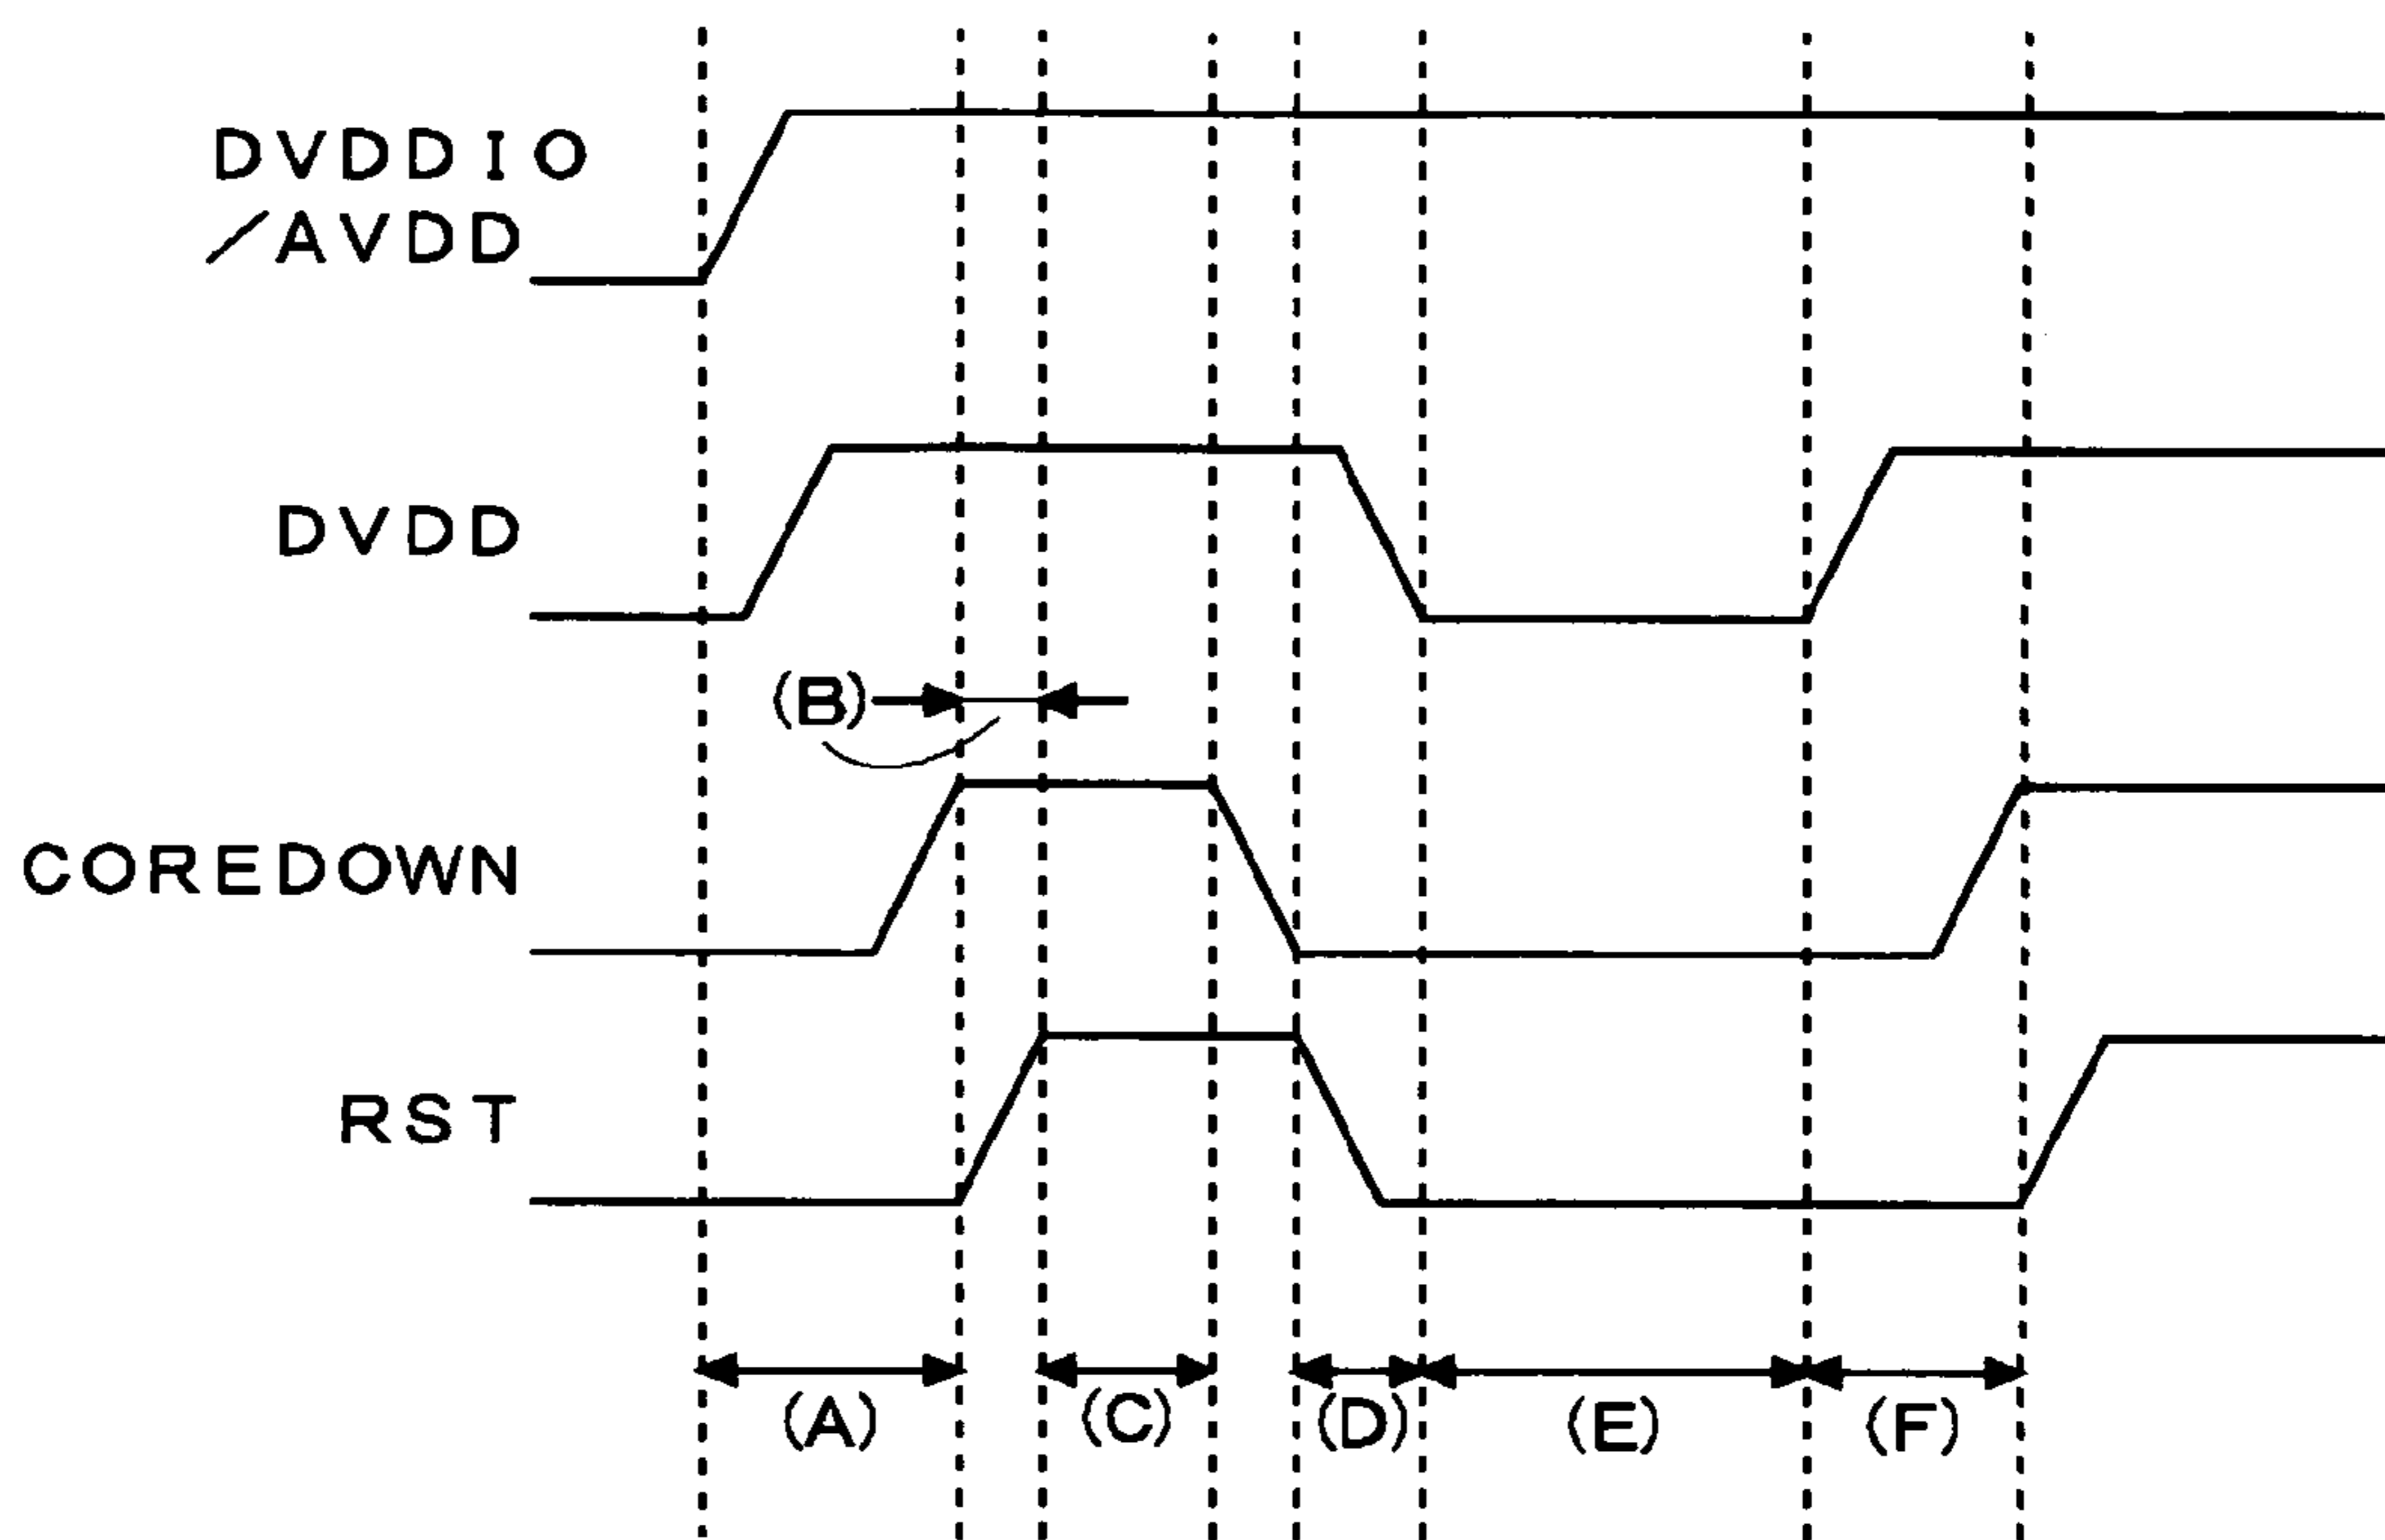 DVDDIO
/AVDD
DVDD
(B)
COREDOWN
RST
(A)
(C)
(D)
(E)
(F)